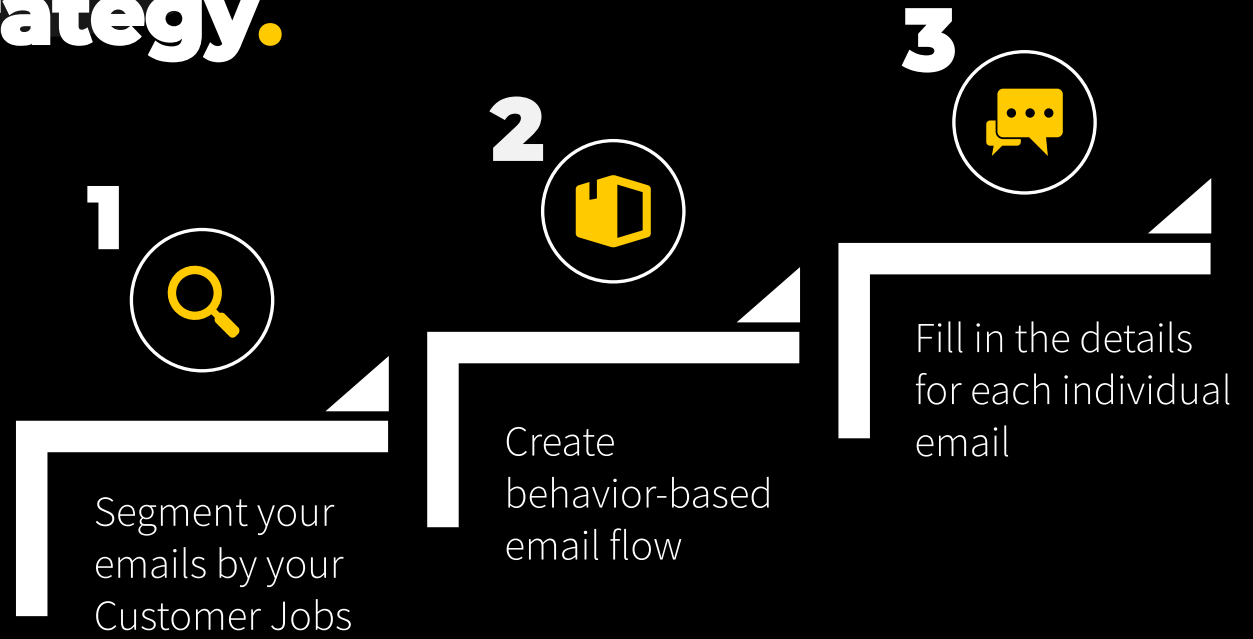 ategy.
1
Segment your
emails by your
Customer Jobs
2
Create
behavior-based
email flow
3
Fill in the details
for each individual
email